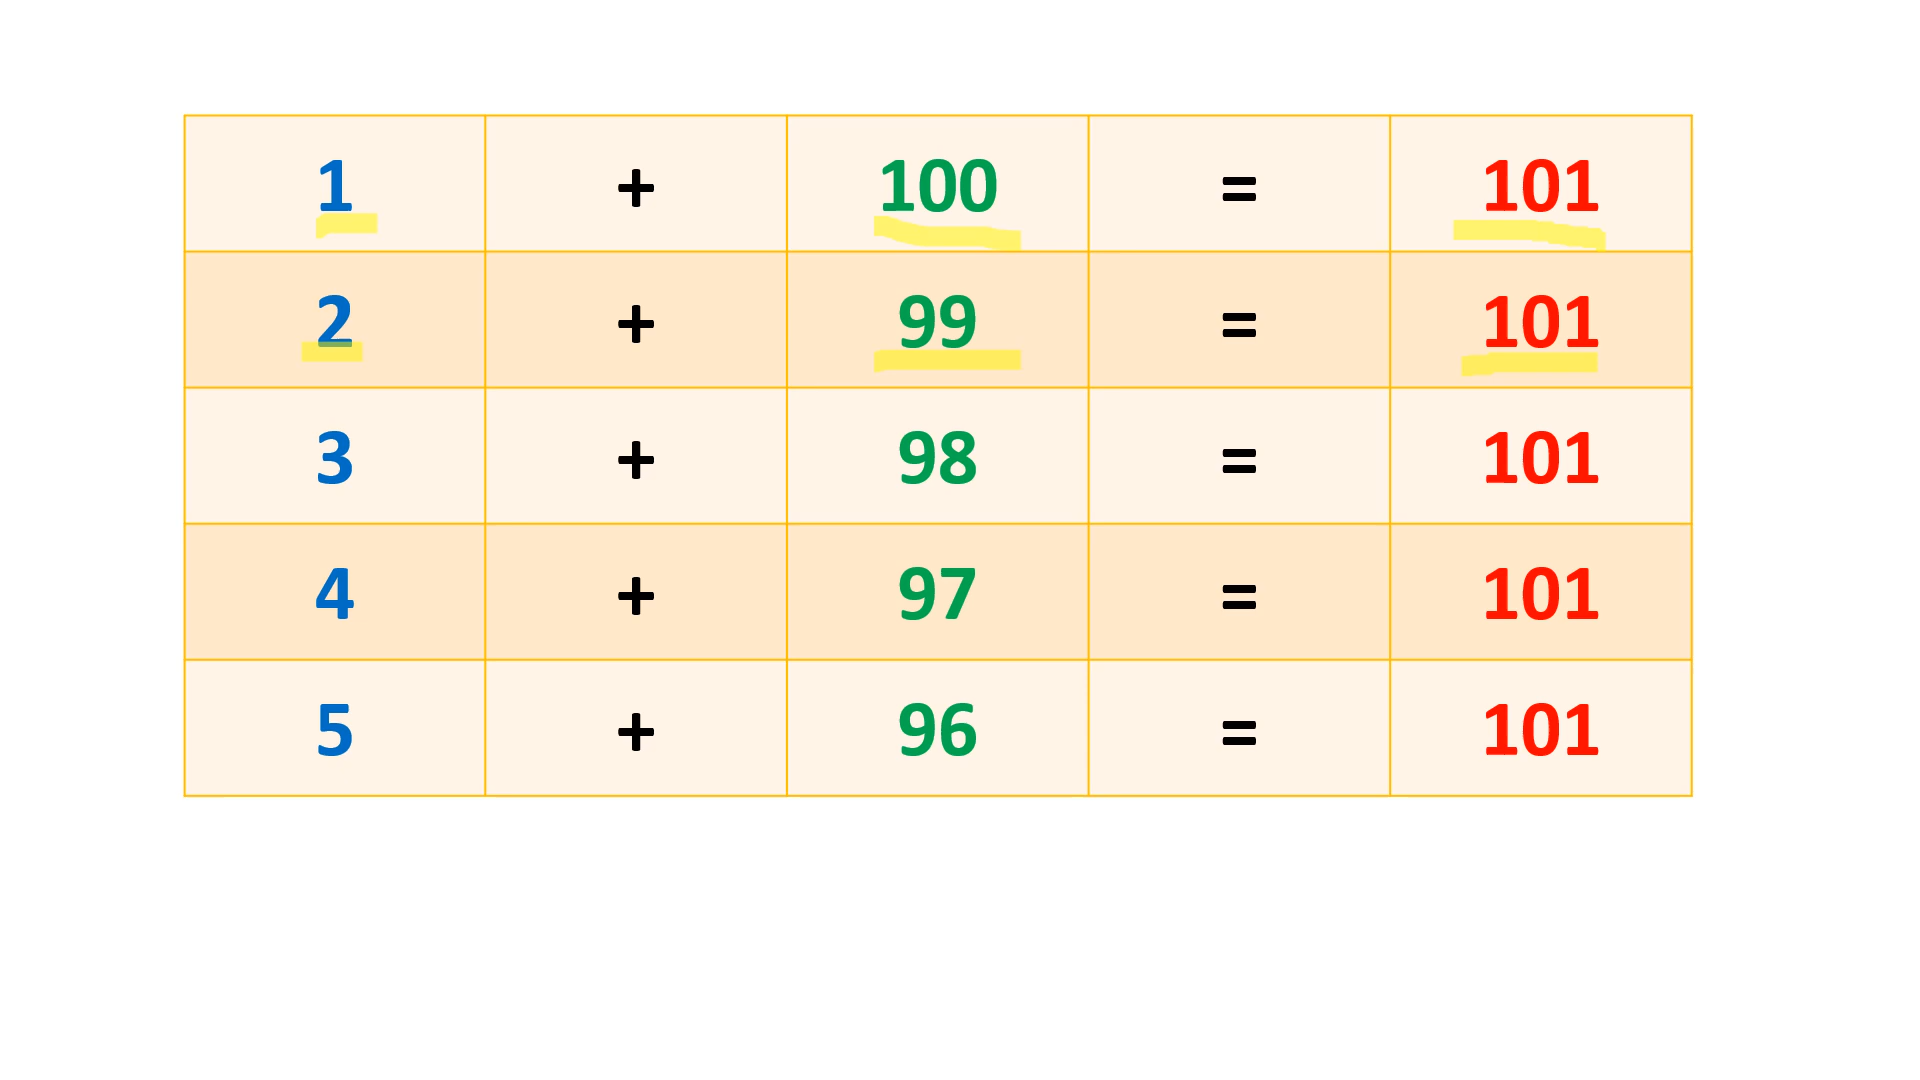 1 + 100 = 101
2 + 99 = 101
3 + 98 = 101
4 + 97 = 101
5 + 96 = 101